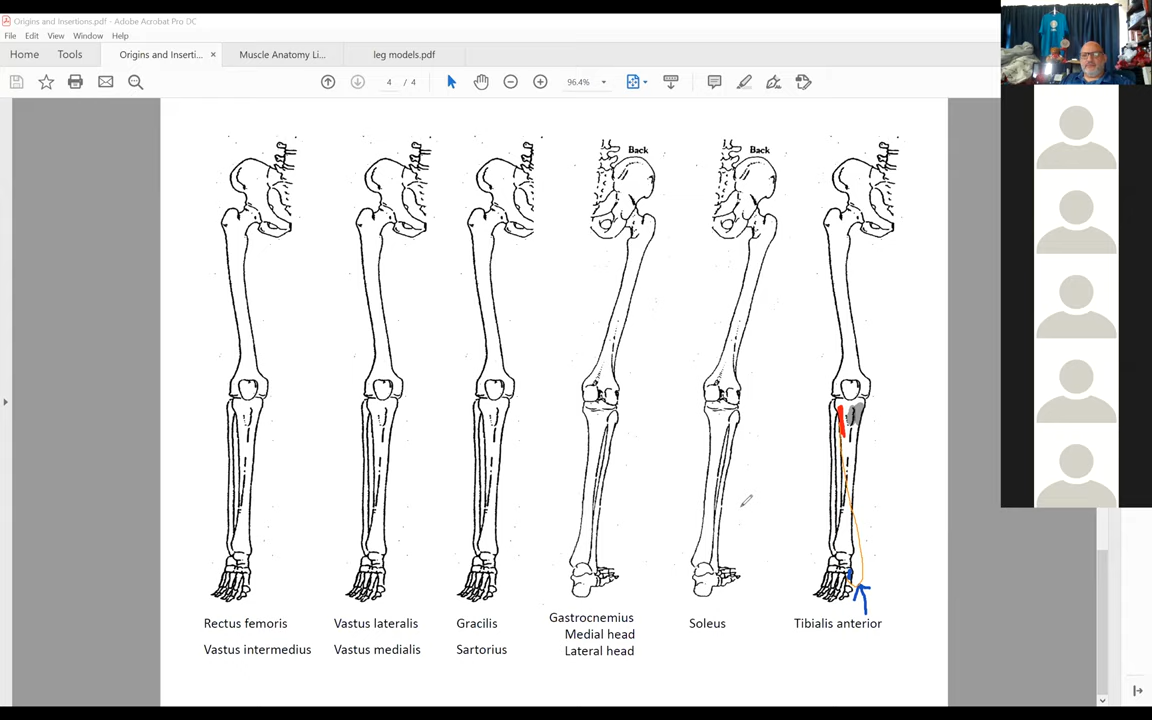 Origins and Insertions.pdf - Adobe Acrobat Pro DC
File Edit View Window Help
Home Tools Origins and Inserti... × Muscle Anatomy Li... leg models.pdf
4 / 4 96.4%
Back Back
Rectus femoris Vastus lateralis Gracilis Gastrocnemius Soleus Tibialis anterior
Medial head
Vastus intermedius Vastus medialis Sartorius Lateral head